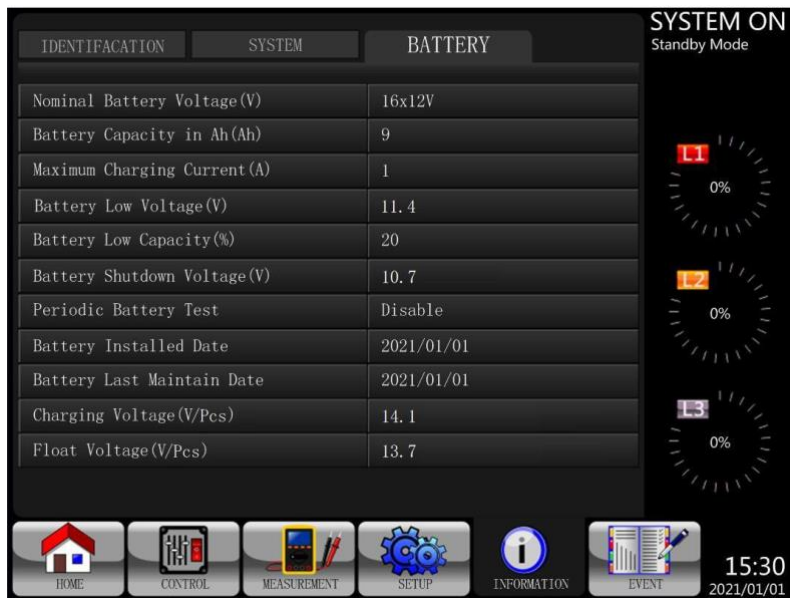 SYSTEM ON
Standby Mode
IDENTIFACATION SYSTEM BATTERY
Nominal Battery Voltage(V) 16x12V
Battery Capacity in Ah(Ah) 9
Maximum Charging Current(A) 1
Battery Low Voltage(V) 11.4
Battery Low Capacity(%) 20
Battery Shutdown Voltage(V) 10.7
Periodic Battery Test Disable
Battery Installed Date 2021/01/01
Battery Last Maintain Date 2021/01/01
Charging Voltage(V/Pcs) 14.1
Float Voltage(V/Pcs) 13.7
L1
0%
L2
0%
L3
0%
HOME CONTROL MEASUREMENT SETUP INFORMATION EVENT
15:30
2021/01/01